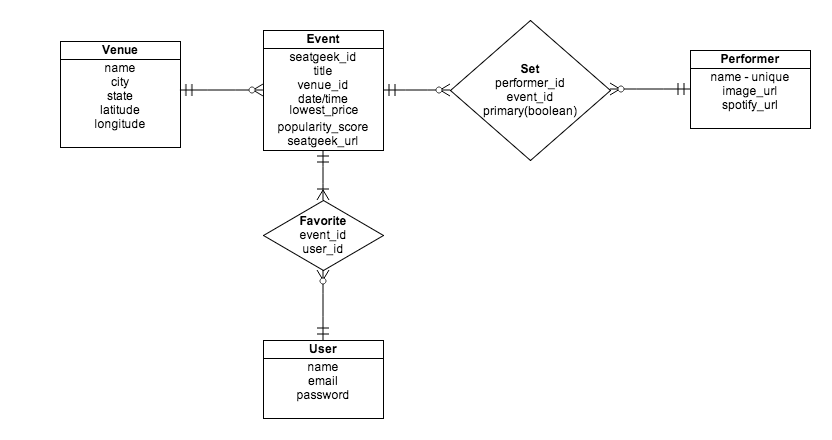 Venue
name
city
state
latitude
longitude
Event
seatgeek_id
title
venue_id
date/time
lowest_price
popularity_score
seatgeek_url
Set
performer_id
event_id
primary(boolean)
Performer
name - unique
image_url
spotify_url
Favorite
event_id
user_id
User
name
email
password